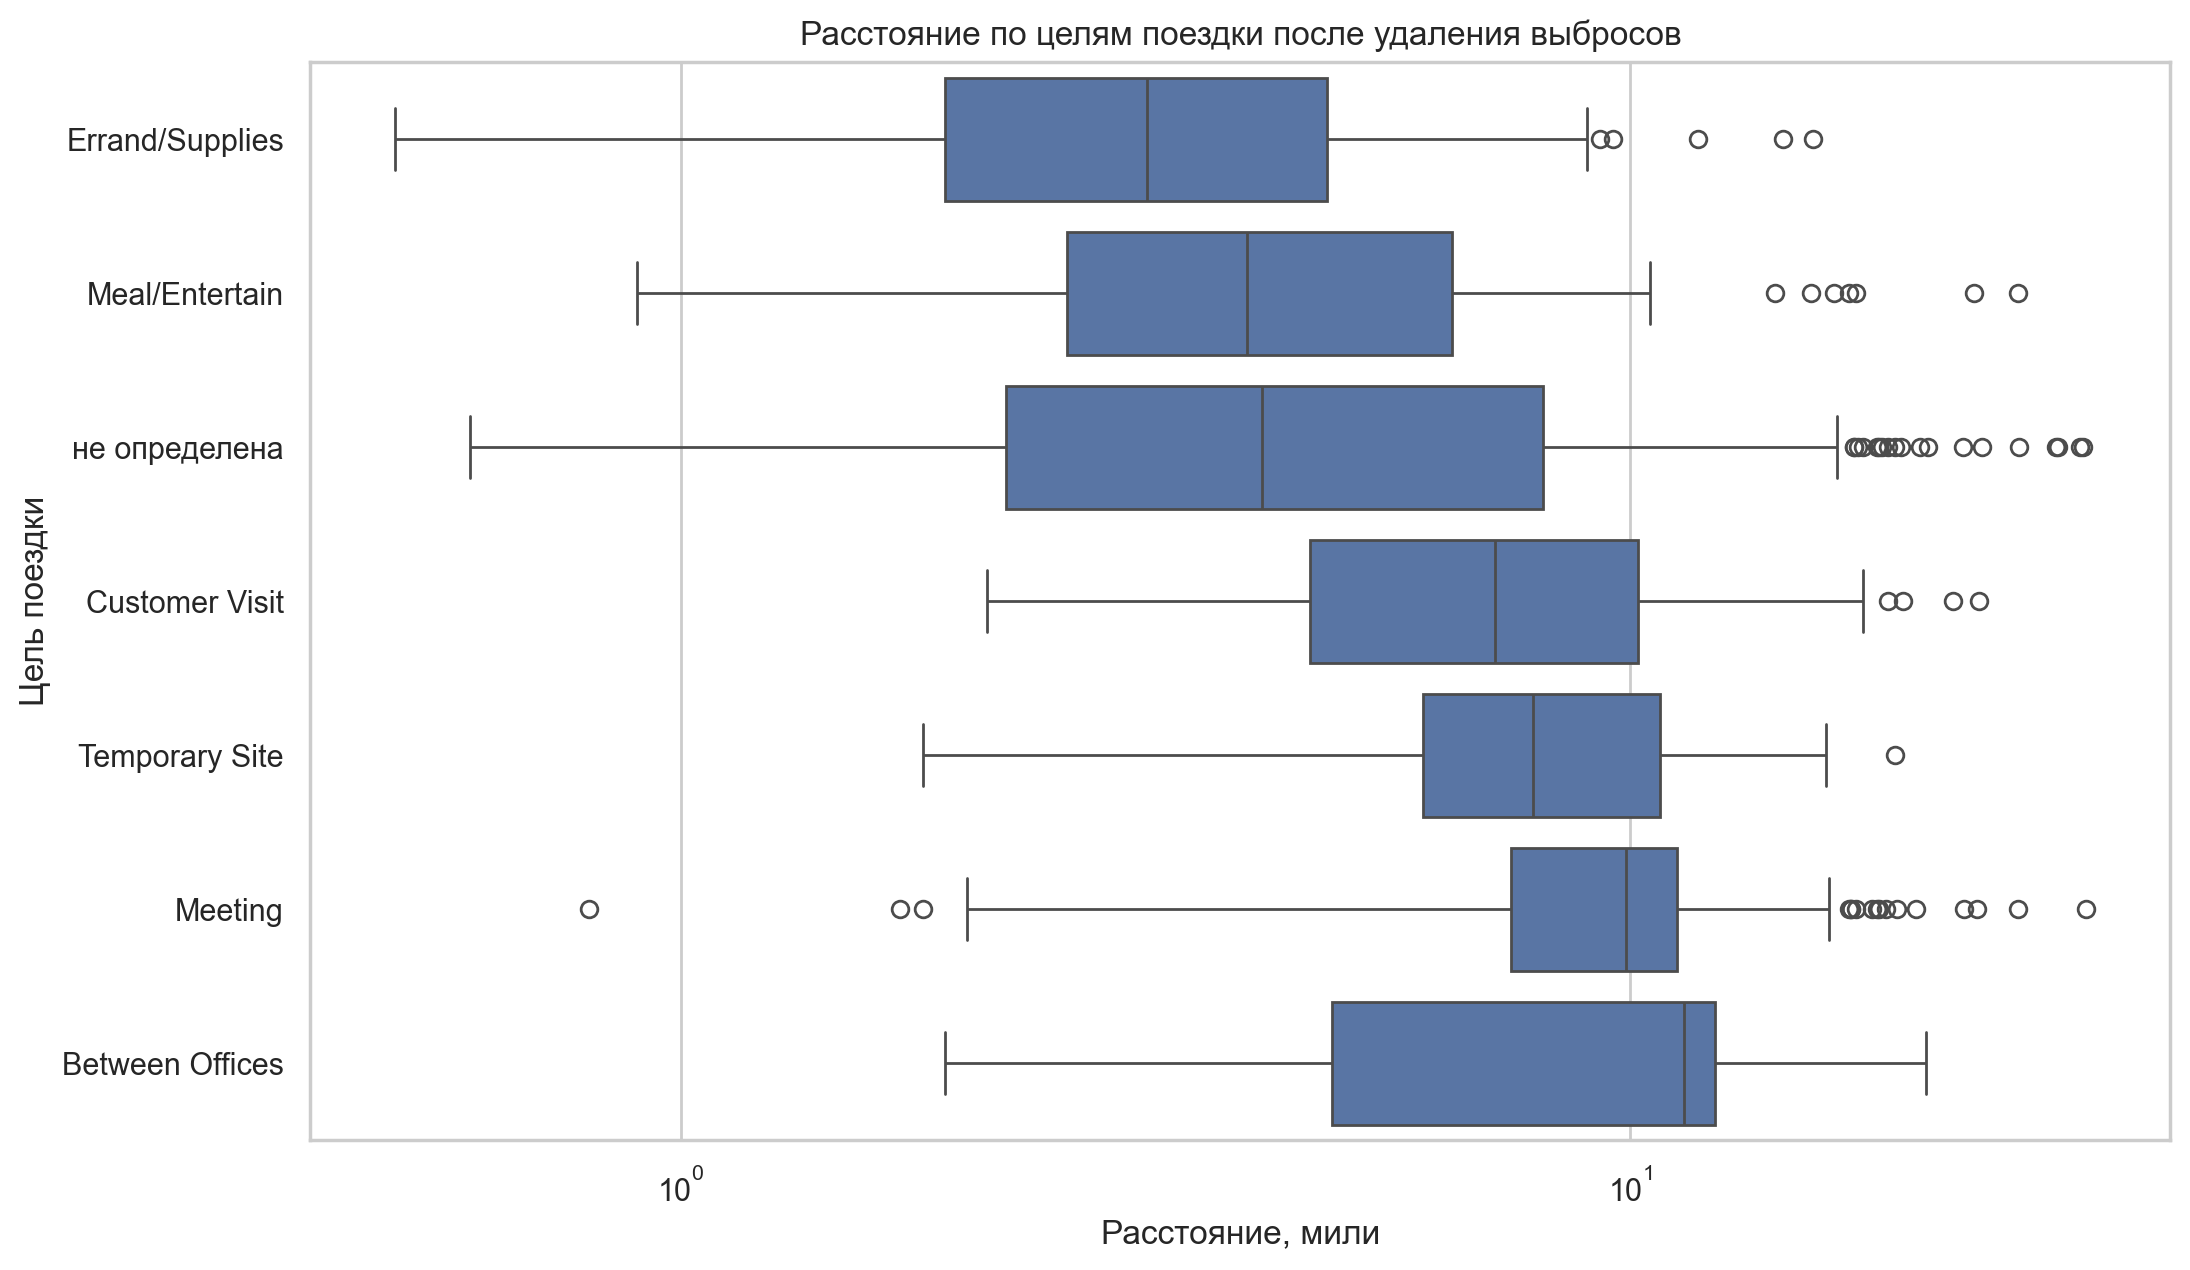 Расстояние по целям поездки после удаления выбросов
Цель поездки
Errand/Supplies
Meal/Entertain
не определена
Customer Visit
Temporary Site
Meeting
Between Offices
10⁰
10¹
Расстояние, мили